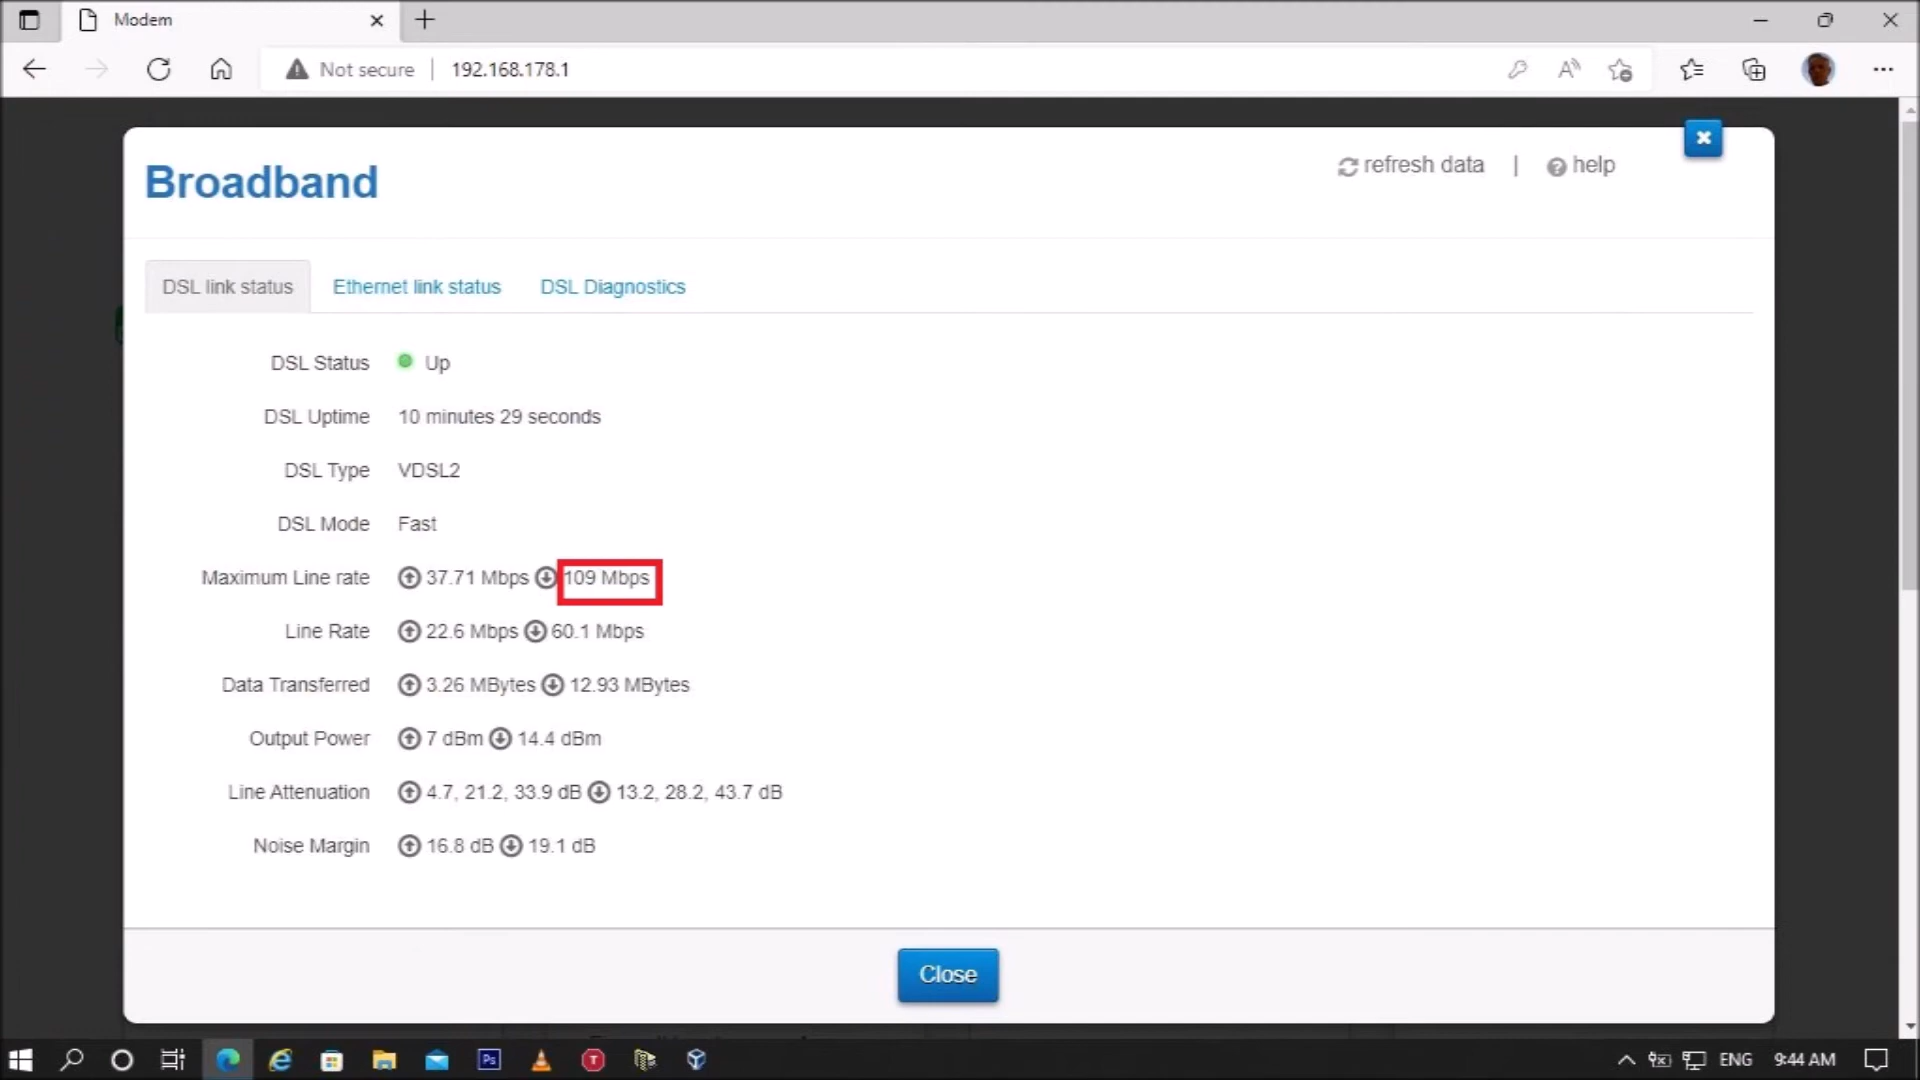 Modem
Not secure 192.168.178.1
Broadband
refresh data | help
DSL link status Ethernet link status DSL Diagnostics
DSL Status Up
DSL Uptime 10 minutes 29 seconds
DSL Type VDSL2
DSL Mode Fast
Maximum Line rate 37.71 Mbps 109 Mbps
Line Rate 22.6 Mbps 60.1 Mbps
Data Transferred 3.26 MBytes 12.93 MBytes
Output Power 7 dBm 14.4 dBm
Line Attenuation 4.7, 21.2, 33.9 dB 13.2, 28.2, 43.7 dB
Noise Margin 16.8 dB 19.1 dB
Close
Ps T ENG 9:44 AM